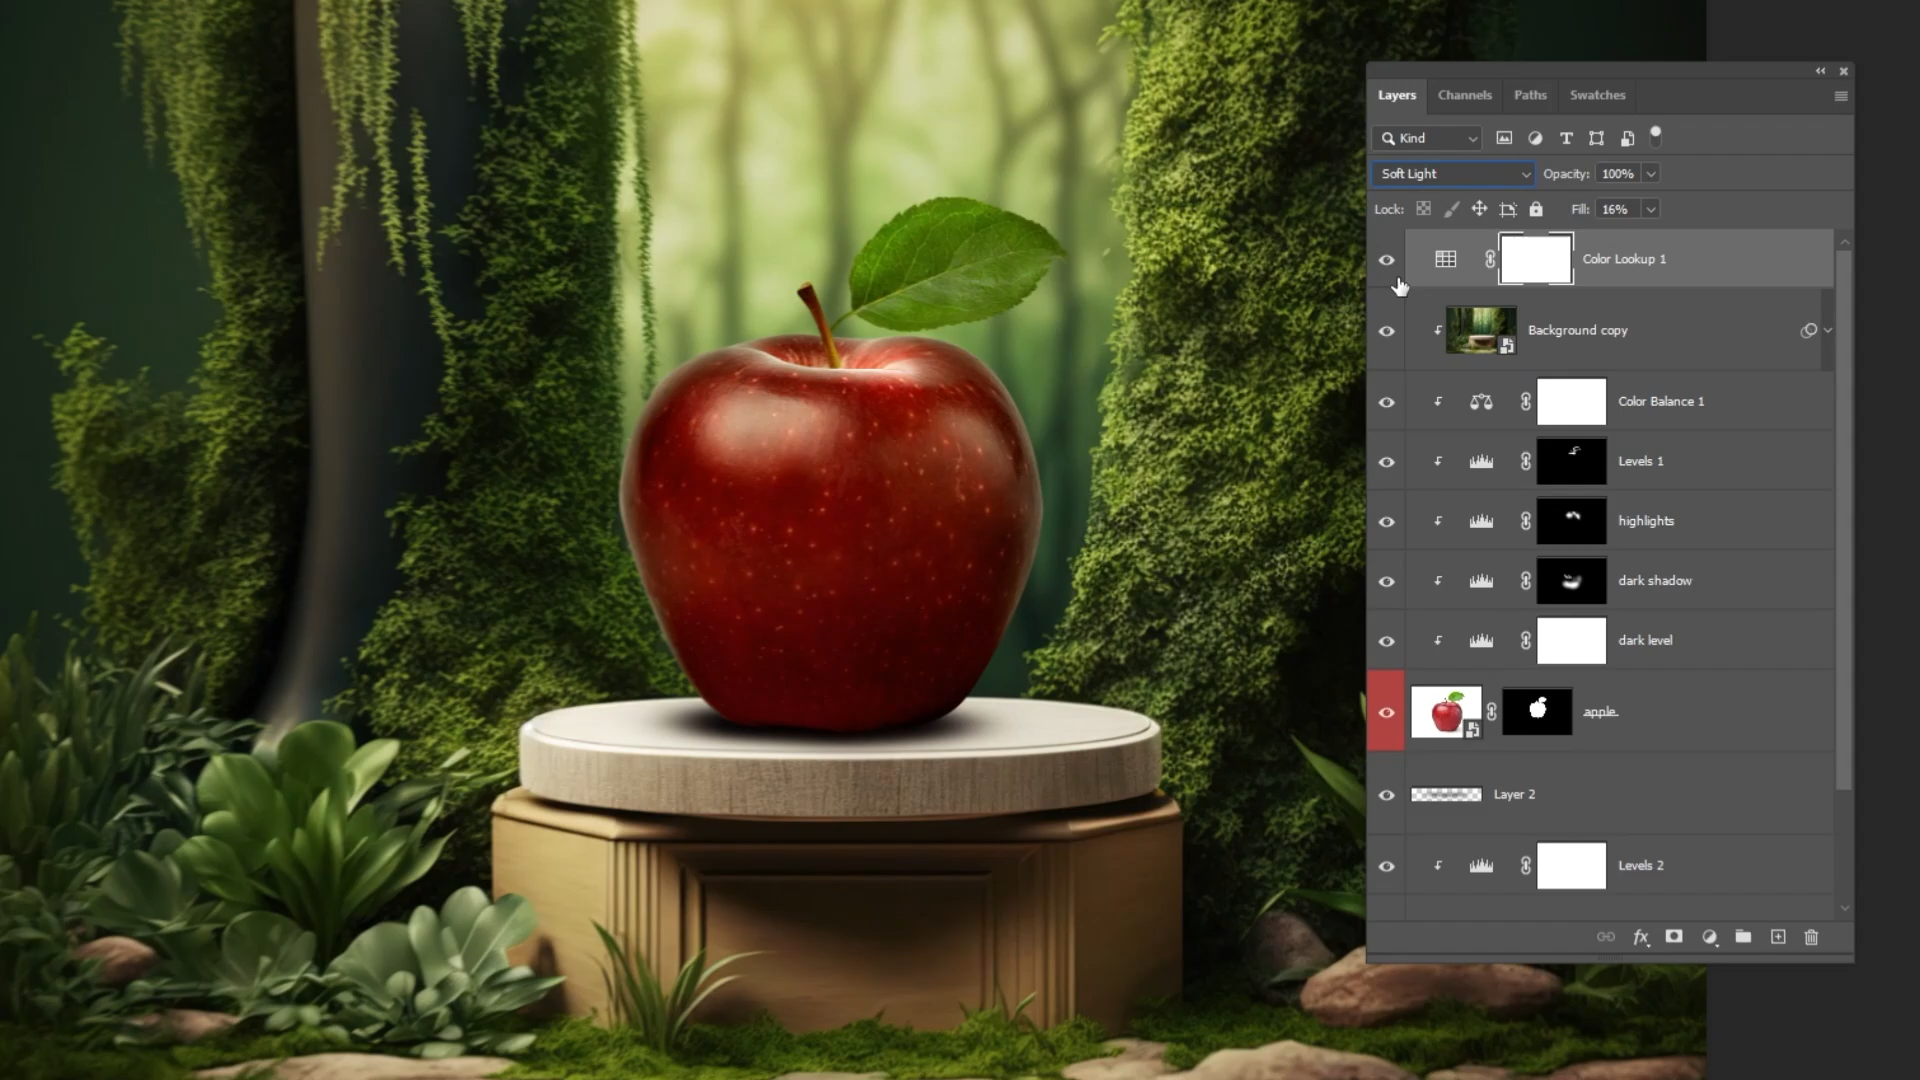 Layers Channels Paths Swatches
Kind
Soft Light Opacity: 100%
Lock: Fill: 16%
Color Lookup 1
Background copy
Color Balance 1
Levels 1
highlights
dark shadow
dark level
apple
Layer 2
Levels 2
fx